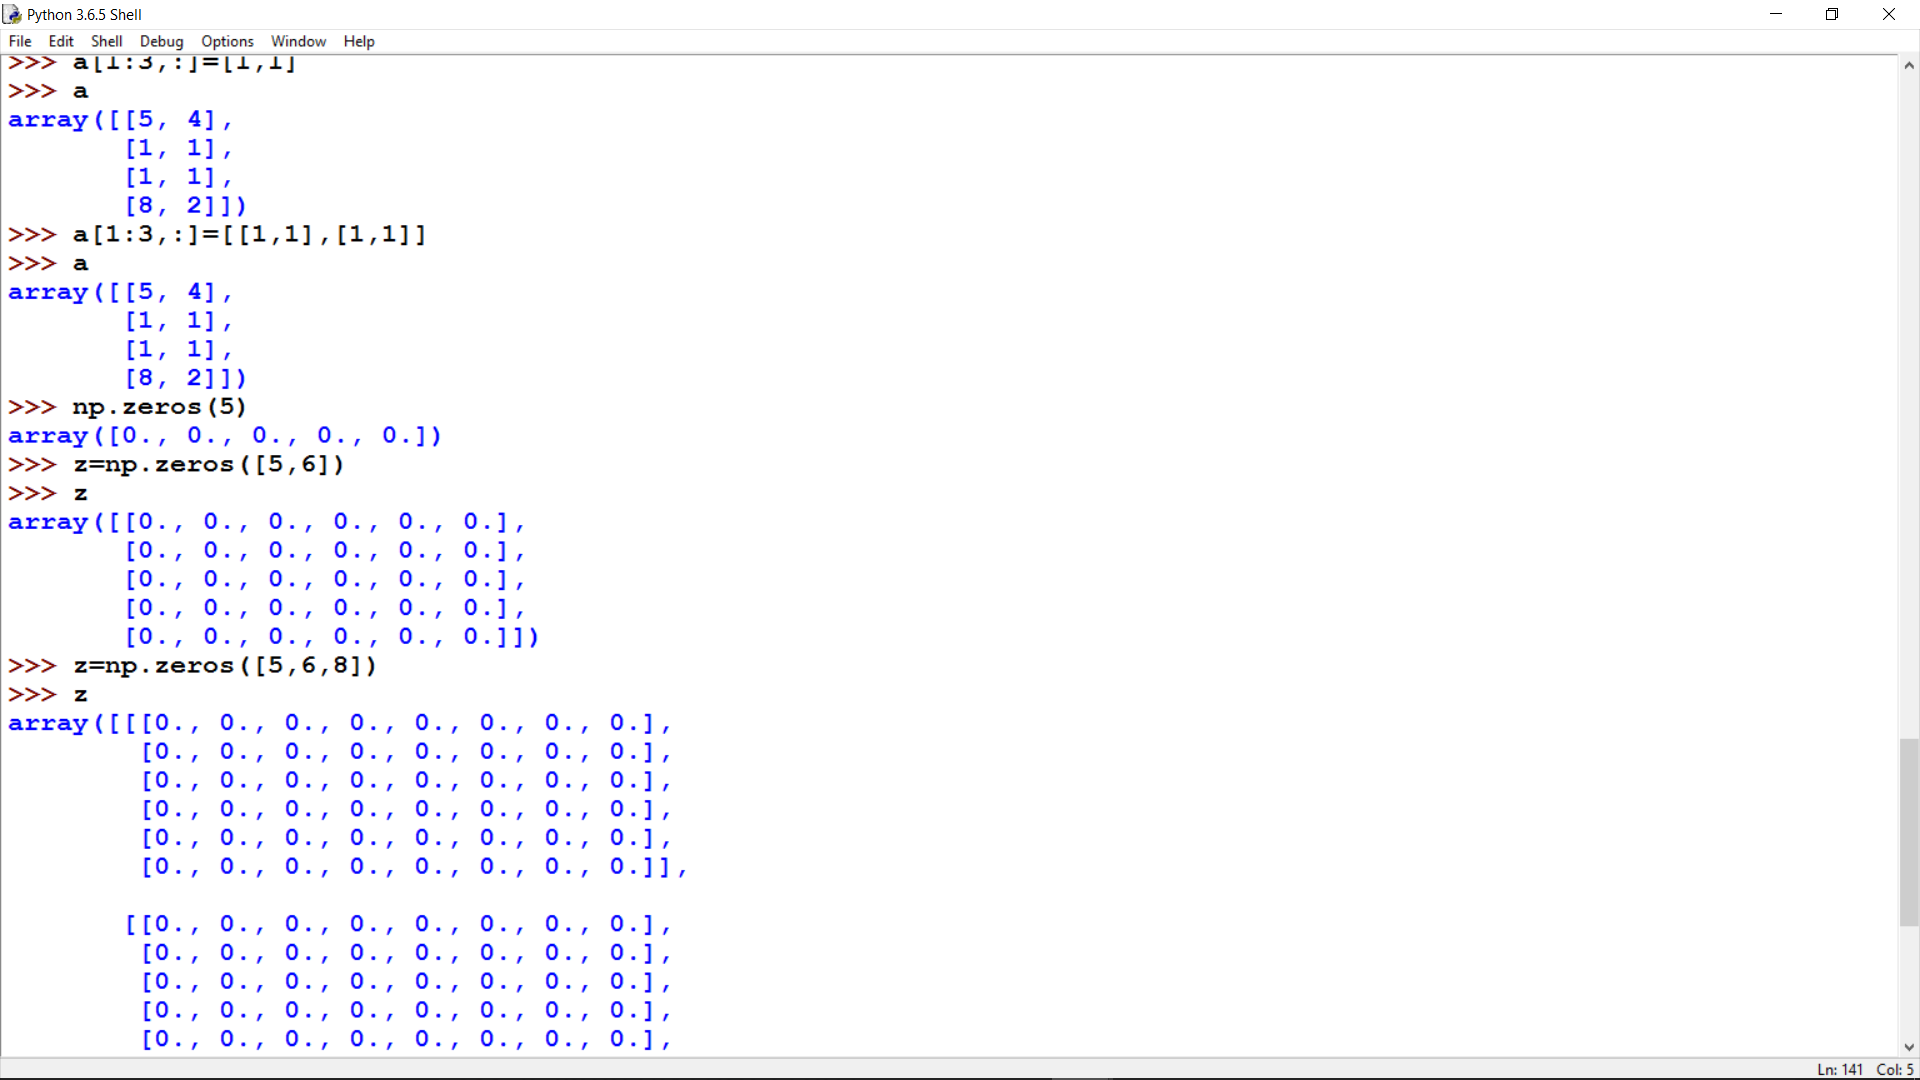 Python 3.6.5 Shell
File Edit Shell Debug Options Window Help
>>> a[1:3,:]=[1,1]
>>> a
array([[5, 4],
       [1, 1],
       [1, 1],
       [8, 2]])
>>> a[1:3,:]=[[1,1],[1,1]]
>>> a
array([[5, 4],
       [1, 1],
       [1, 1],
       [8, 2]])
>>> np.zeros(5)
array([0., 0., 0., 0., 0.])
>>> z=np.zeros([5,6])
>>> z
array([[0., 0., 0., 0., 0., 0.],
       [0., 0., 0., 0., 0., 0.],
       [0., 0., 0., 0., 0., 0.],
       [0., 0., 0., 0., 0., 0.],
       [0., 0., 0., 0., 0., 0.]])
>>> z=np.zeros([5,6,8])
>>> z
array([[[0., 0., 0., 0., 0., 0., 0., 0.],
        [0., 0., 0., 0., 0., 0., 0., 0.],
        [0., 0., 0., 0., 0., 0., 0., 0.],
        [0., 0., 0., 0., 0., 0., 0., 0.],
        [0., 0., 0., 0., 0., 0., 0., 0.],
        [0., 0., 0., 0., 0., 0., 0., 0.]],

       [[0., 0., 0., 0., 0., 0., 0., 0.],
        [0., 0., 0., 0., 0., 0., 0., 0.],
        [0., 0., 0., 0., 0., 0., 0., 0.],
        [0., 0., 0., 0., 0., 0., 0., 0.],
        [0., 0., 0., 0., 0., 0., 0., 0.],
Ln: 141 Col: 5